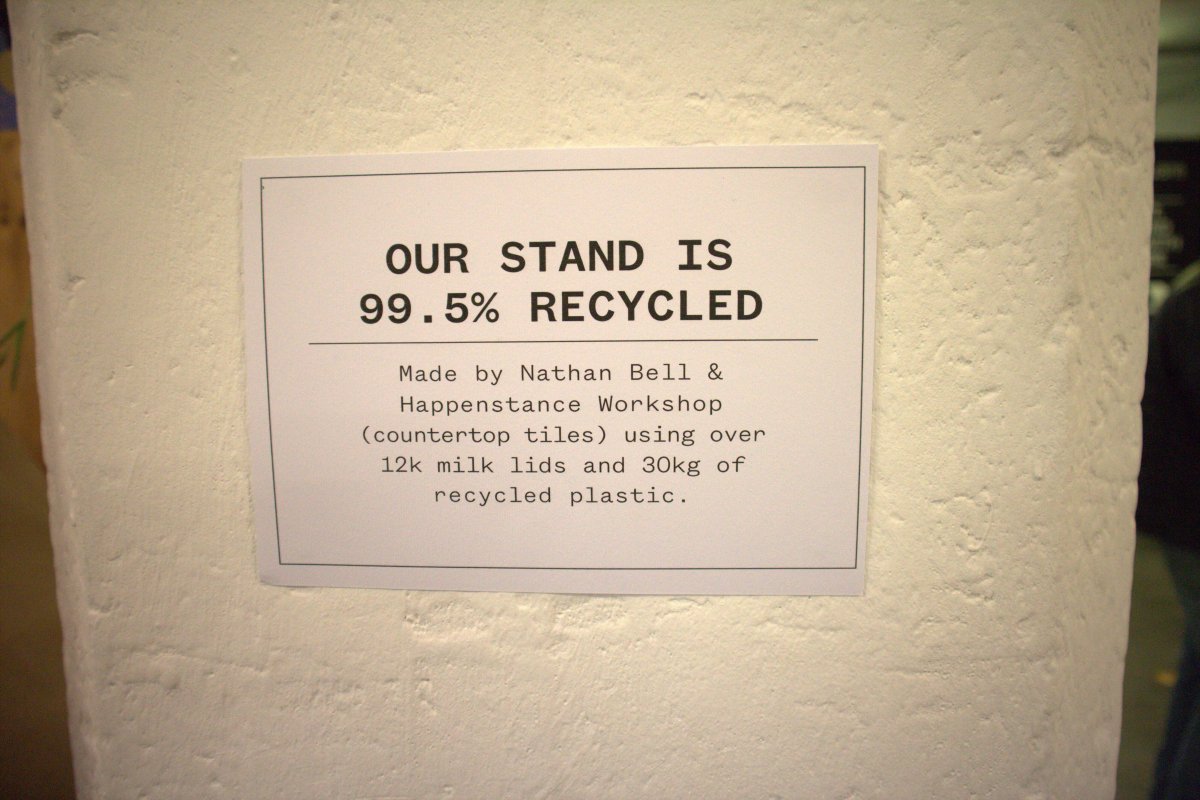 OUR STAND IS
99.5% RECYCLED
Made by Nathan Bell &
Happenstance Workshop
(countertop tiles) using over
12k milk lids and 30kg of
recycled plastic.